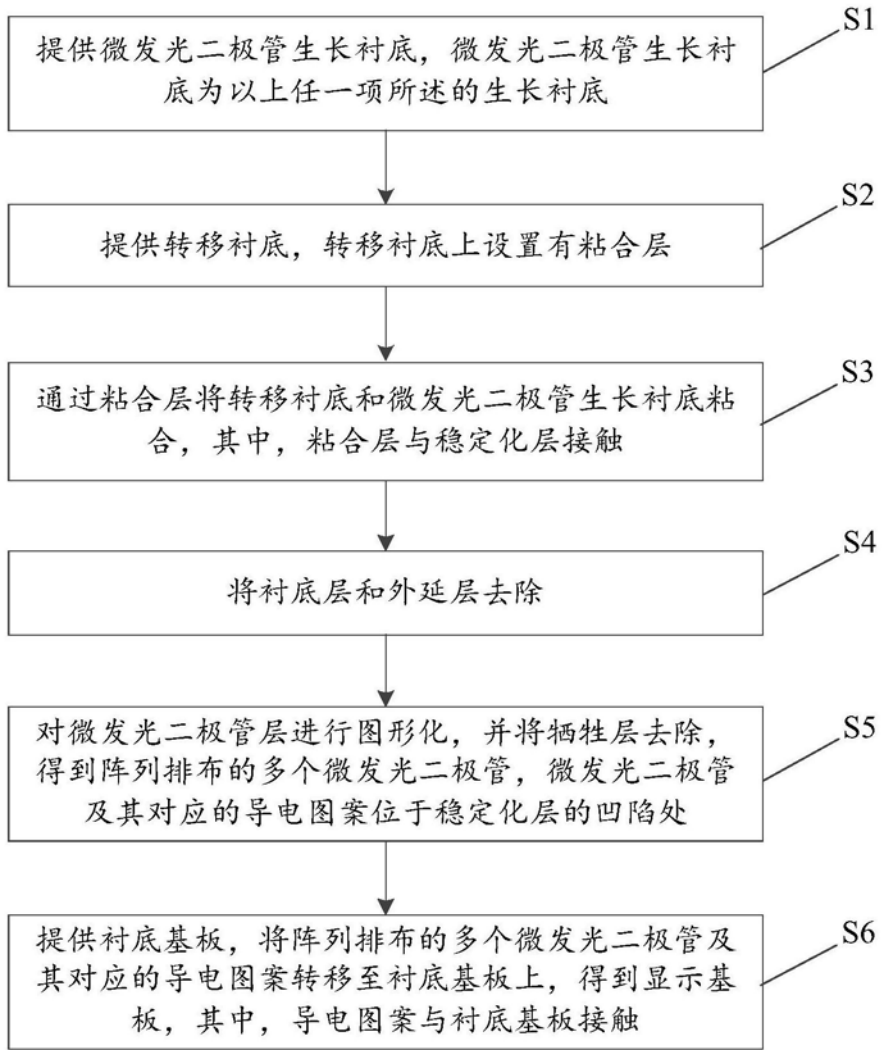 S1
提供微发光二极管生长衬底，微发光二极管生长衬
底为以上任一项所述的生长衬底
S2
提供转移衬底，转移衬底上设置有粘合层
S3
通过粘合层将转移衬底和微发光二极管生长衬底粘
合，其中，粘合层与稳定化层接触
S4
将衬底层和外延层去除
S5
对微发光二极管层进行图形化，并将牺牲层去除，
得到阵列排布的多个微发光二极管，微发光二极管
及其对应的导电图案位于稳定化层的凹陷处
S6
提供衬底基板，将阵列排布的多个微发光二极管及
其对应的导电图案转移至衬底基板上，得到显示基
板，其中，导电图案与衬底基板接触